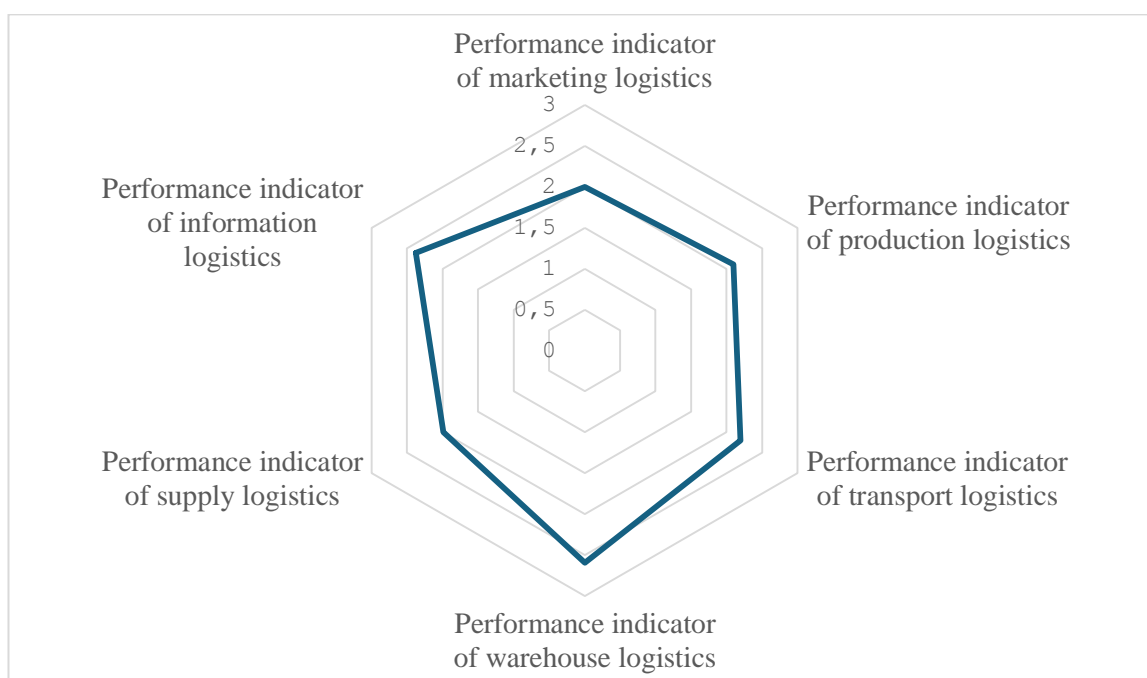 Performance indicator
of marketing logistics
3
2,5
2
1,5
1
0,5
0
Performance indicator
of production logistics
Performance indicator
of transport logistics
Performance indicator
of warehouse logistics
Performance indicator
of supply logistics
Performance indicator
of information
logistics